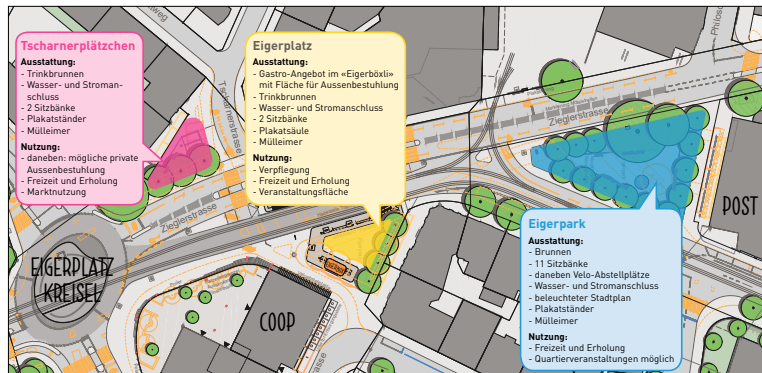 Tscharnerplätzchen
Ausstattung:
- Trinkbrunnen
- Wasser- und Stroman-
schluss
- 2 Sitzbänke
- Plakatständer
- Mülleimer
Nutzung:
- daneben: mögliche private
Aussenbestuhlung
- Freizeit und Erholung
- Marktnutzung
Eigerplatz
Ausstattung:
- Gastro-Angebot im «Eigerböxli»
mit Fläche für Aussenbestuhlung
- Trinkbrunnen
- Wasser- und Stromanschluss
- 2 Sitzbänke
- Plakatsäule
- Mülleimer
Nutzung:
- Verpflegung
- Freizeit und Erholung
- Veranstaltungsfläche
Eigerpark
Ausstattung:
- Brunnen
- 11 Sitzbänke
- daneben Velo-Abstellplätze
- Wasser- und Stromanschluss
- beleuchteter Stadtplan
- Plakatständer
- Mülleimer
Nutzung:
- Freizeit und Erholung
- Quartierveranstaltungen möglich
Tscharnerstrasse
Zieglerstrasse
Zieglerstrasse
Philoso
weg
EIGERPLATZ
KREISEL
COOP
POST